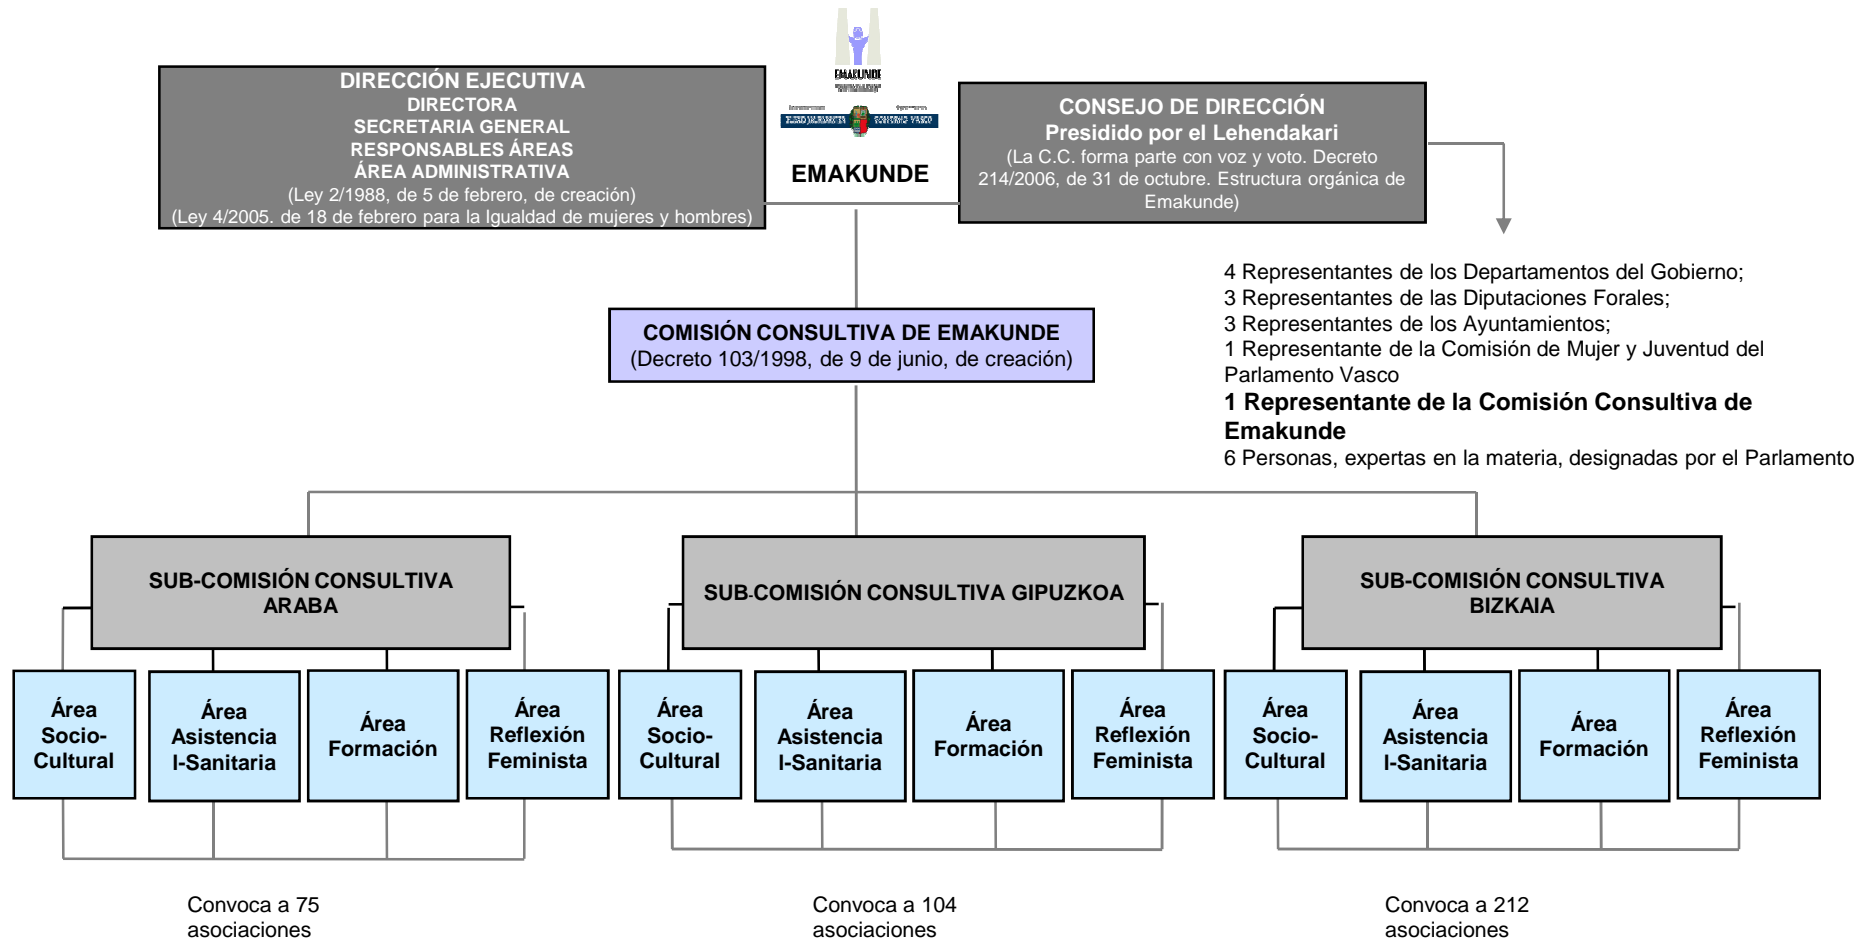 EMAKUNDE
GOBIERNO VASCO
DIRECCIÓN EJECUTIVA
DIRECTORA
SECRETARIA GENERAL
RESPONSABLES ÁREAS
ÁREA ADMINISTRATIVA
(Ley 2/1988, de 5 de febrero, de creación)
(Ley 4/2005. de 18 de febrero para la Igualdad de mujeres y hombres)
EMAKUNDE
CONSEJO DE DIRECCIÓN
Presidido por el Lehendakari
(La C.C. forma parte con voz y voto. Decreto
214/2006, de 31 de octubre. Estructura orgánica de
Emakunde)
4 Representantes de los Departamentos del Gobierno;
3 Representantes de las Diputaciones Forales;
3 Representantes de los Ayuntamientos;
1 Representante de la Comisión de Mujer y Juventud del
Parlamento Vasco
1 Representante de la Comisión Consultiva de
Emakunde
6 Personas, expertas en la materia, designadas por el Parlamento
COMISIÓN CONSULTIVA DE EMAKUNDE
(Decreto 103/1998, de 9 de junio, de creación)
SUB-COMISIÓN CONSULTIVA
ARABA
SUB-COMISIÓN CONSULTIVA GIPUZKOA
SUB-COMISIÓN CONSULTIVA
BIZKAIA
Área
Socio-
Cultural
Área
Asistencia
l-Sanitaria
Área
Formación
Área
Reflexión
Feminista
Área
Socio-
Cultural
Área
Asistencia
l-Sanitaria
Área
Formación
Área
Reflexión
Feminista
Área
Socio-
Cultural
Área
Asistencia
l-Sanitaria
Área
Formación
Área
Reflexión
Feminista
Convoca a 75
asociaciones
Convoca a 104
asociaciones
Convoca a 212
asociaciones